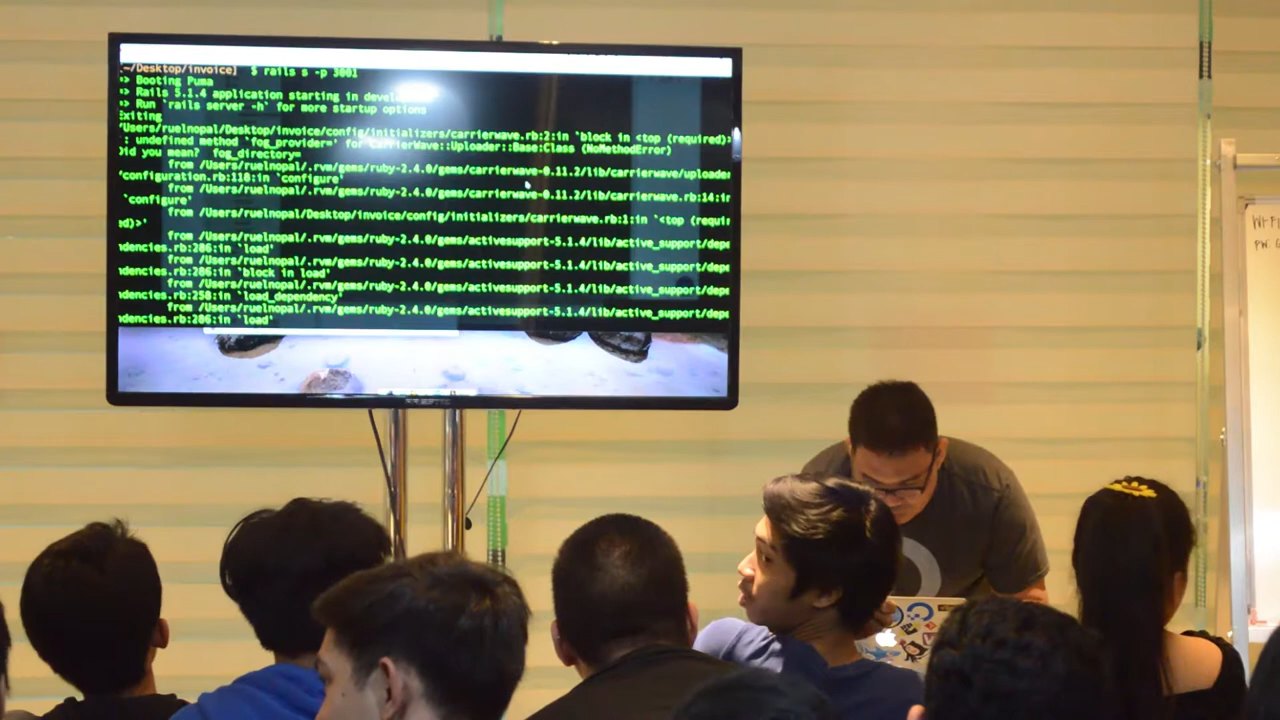 ~/Desktop/invoice] $ rails s -p 3001
=> Booting Puma
=> Rails 5.1.4 application starting in
=> Run `rails server -h` for more startup options
Exiting
/Users/ruelnopal/Desktop/invoice/config/initializers/carrierwave.rb:2:in `block in <top (required)>
': undefined method `fog_provider=' for CarrierWave::Uploader::Base:Class (NoMethodError)
Did you mean?  fog_directory=
from /Users/ruelnopal/.rvm/gems/ruby-2.4.0/gems/carrierwave-0.11.2/lib/carrierwave/uploader
/configuration.rb:118:in `configure'
from /Users/ruelnopal/.rvm/gems/ruby-2.4.0/gems/carrierwave-0.11.2/lib/carrierwave.rb:14:in
`configure'
from /Users/ruelnopal/Desktop/invoice/config/initializers/carrierwave.rb:1:in `<top (requir
ed)>'
from /Users/ruelnopal/.rvm/gems/ruby-2.4.0/gems/activesupport-5.1.4/lib/active_support/depe
ndencies.rb:286:in `load'
from /Users/ruelnopal/.rvm/gems/ruby-2.4.0/gems/activesupport-5.1.4/lib/active_support/depe
ndencies.rb:286:in `block in load'
from /Users/ruelnopal/.rvm/gems/ruby-2.4.0/gems/activesupport-5.1.4/lib/active_support/depe
ndencies.rb:258:in `load_dependency'
from /Users/ruelnopal/.rvm/gems/ruby-2.4.0/gems/activesupport-5.1.4/lib/active_support/depe
ndencies.rb:286:in `load'
WI-FI
PW: